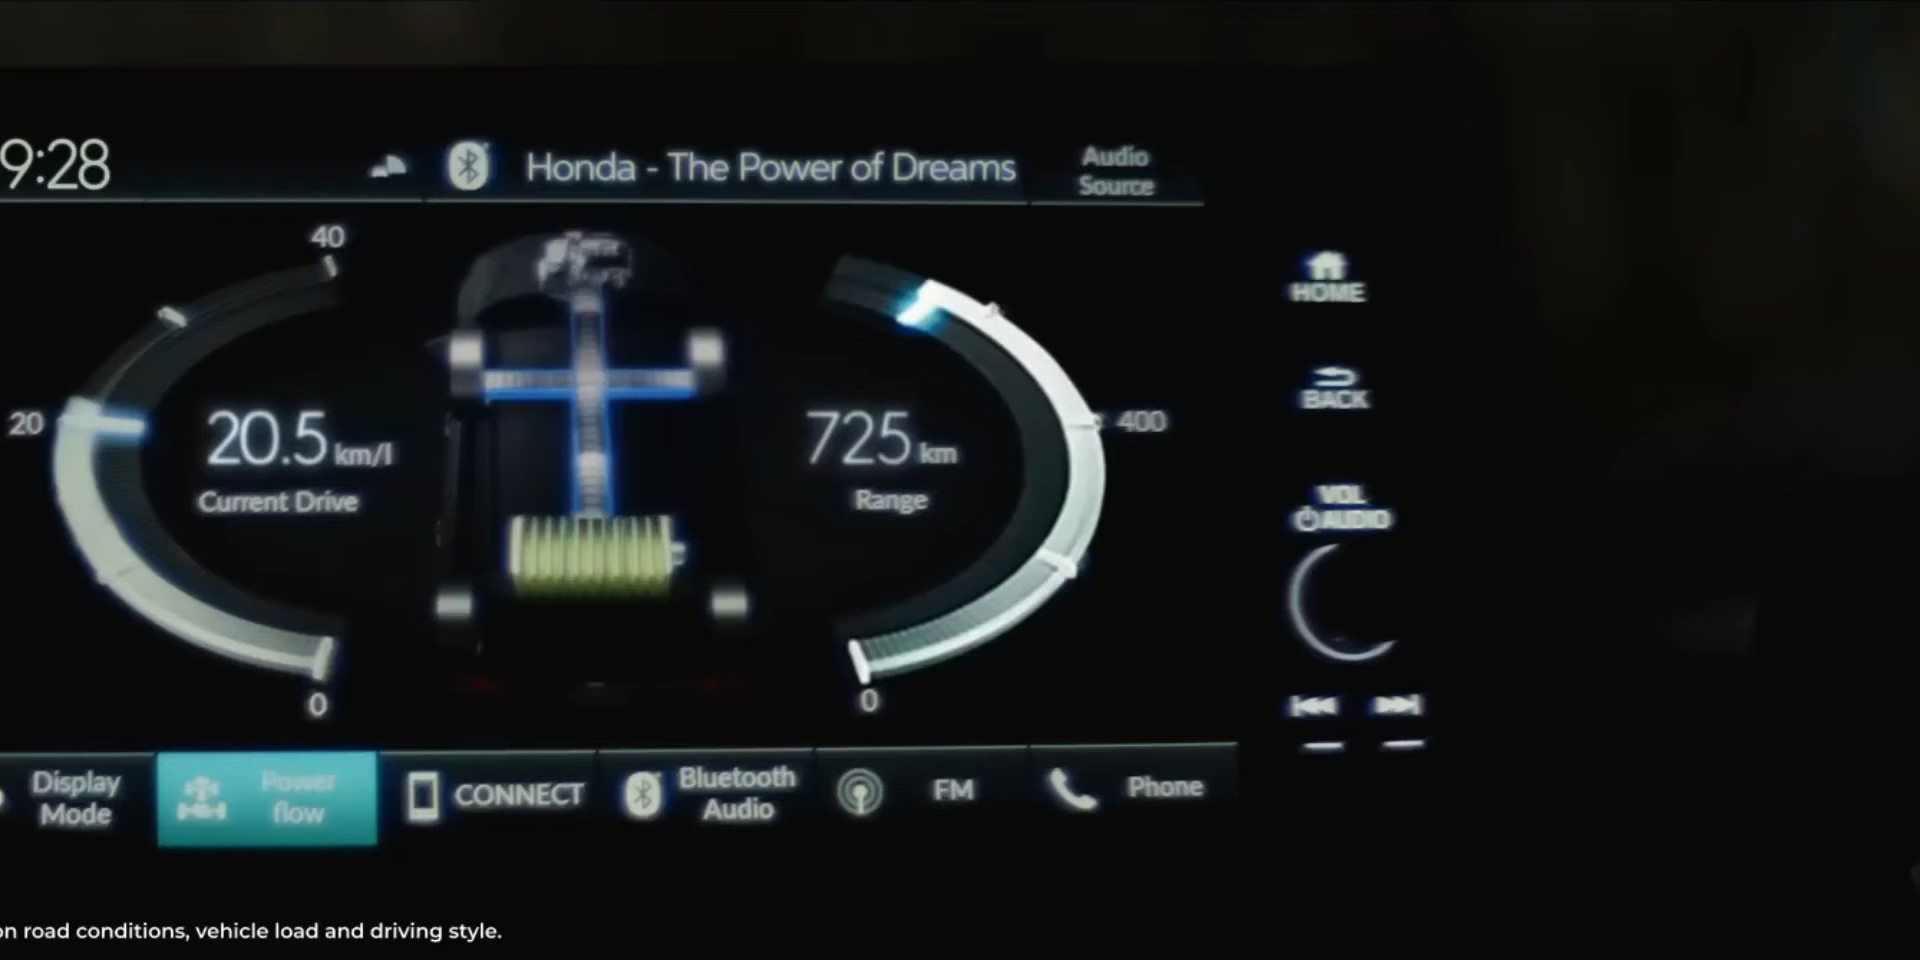 9:28
Honda - The Power of Dreams
Audio
Source
40
20
20.5 km/l
Current Drive
0
725 km
Range
400
0
HOME
BACK
VOL
AUDIO
Display
Mode
Power
flow
CONNECT
Bluetooth
Audio
FM
Phone
on road conditions, vehicle load and driving style.